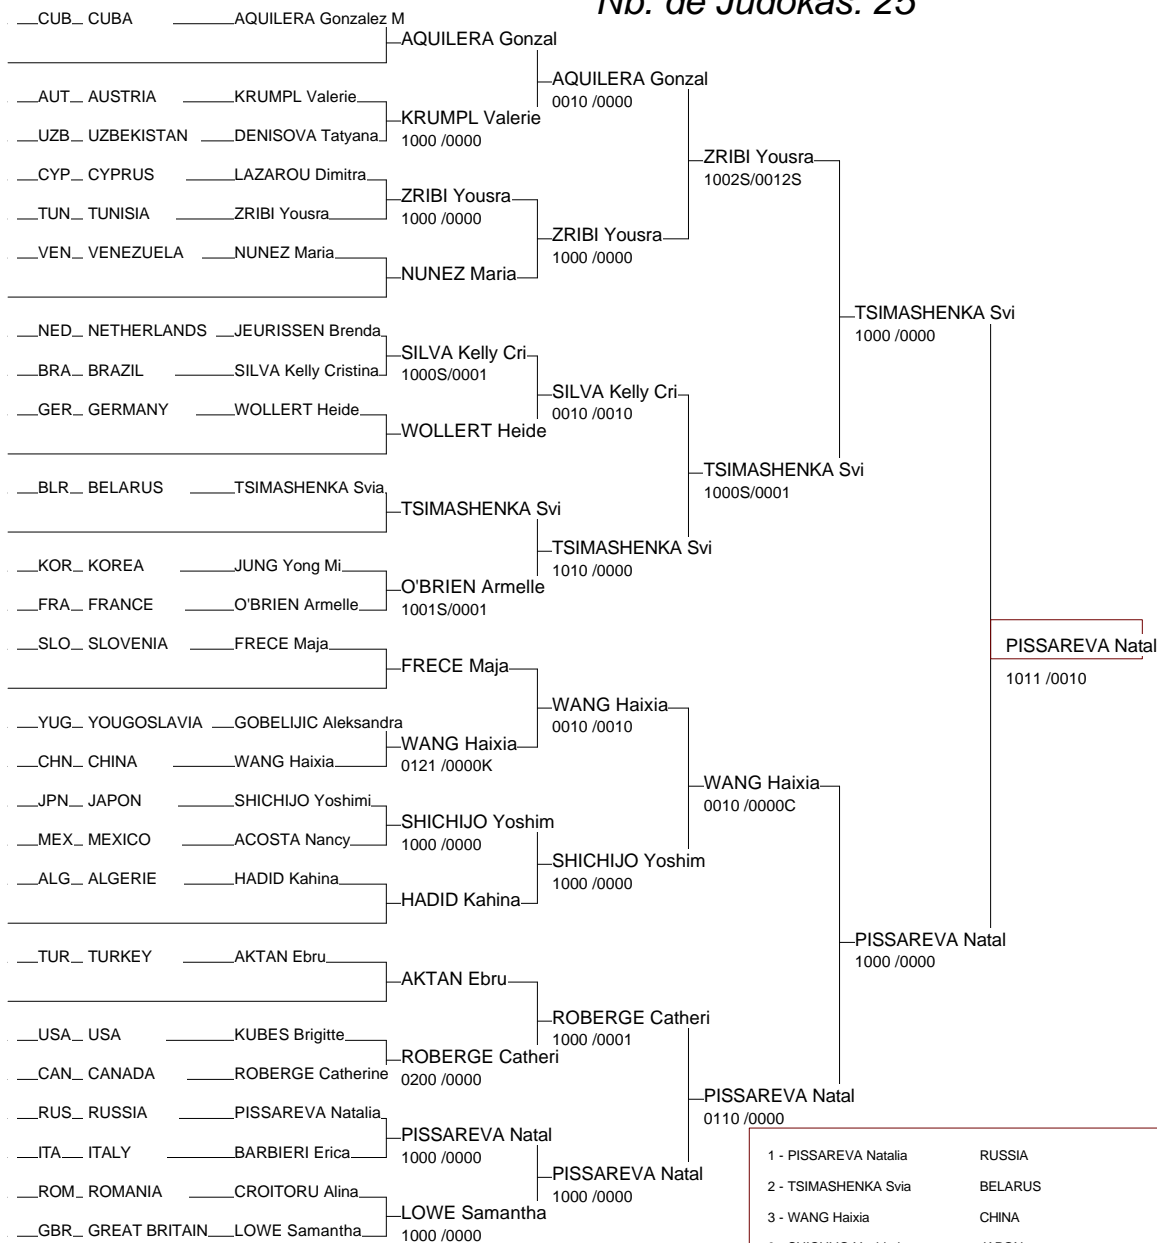 Nb. de Judokas: 25
CUB CUBA AQUILERA Gonzalez M
AQUILERA Gonzal
AQUILERA Gonzal
0010 /0000
AUT AUSTRIA KRUMPL Valerie
KRUMPL Valerie
1000 /0000
UZB UZBEKISTAN DENISOVA Tatyana
ZRIBI Yousra
1002S/0012S
CYP CYPRUS LAZAROU Dimitra
ZRIBI Yousra
1000 /0000
TUN TUNISIA ZRIBI Yousra
ZRIBI Yousra
1000 /0000
VEN VENEZUELA NUNEZ Maria
NUNEZ Maria
TSIMASHENKA Svi
1000 /0000
NED NETHERLANDS JEURISSEN Brenda
SILVA Kelly Cri
1000S/0001
BRA BRAZIL SILVA Kelly Cristina
SILVA Kelly Cri
0010 /0010
GER GERMANY WOLLERT Heide
WOLLERT Heide
TSIMASHENKA Svi
1000S/0001
BLR BELARUS TSIMASHENKA Svia
TSIMASHENKA Svi
TSIMASHENKA Svi
1010 /0000
KOR KOREA JUNG Yong Mi
O'BRIEN Armelle
1001S/0001
FRA FRANCE O'BRIEN Armelle
SLO SLOVENIA FRECE Maja
PISSAREVA Natal
1011 /0010
FRECE Maja
WANG Haixia
0010 /0010
YUG YOUGOSLAVIA GOBELIJIC Aleksandra
WANG Haixia
0121 /0000K
CHN CHINA WANG Haixia
WANG Haixia
0010 /0000C
JPN JAPON SHICHIJO Yoshimi
SHICHIJO Yoshim
1000 /0000
MEX MEXICO ACOSTA Nancy
SHICHIJO Yoshim
1000 /0000
ALG ALGERIE HADID Kahina
HADID Kahina
PISSAREVA Natal
1000 /0000
TUR TURKEY AKTAN Ebru
AKTAN Ebru
ROBERGE Catheri
1000 /0001
USA USA KUBES Brigitte
ROBERGE Catheri
0200 /0000
CAN CANADA ROBERGE Catherine
PISSAREVA Natal
0110 /0000
RUS RUSSIA PISSAREVA Natalia
PISSAREVA Natal
1000 /0000
ITA ITALY BARBIERI Erica
PISSAREVA Natal
1000 /0000
ROM ROMANIA CROITORU Alina
LOWE Samantha
1000 /0000
GBR GREAT BRITAIN LOWE Samantha
1 - PISSAREVA Natalia RUSSIA
2 - TSIMASHENKA Svia BELARUS
3 - WANG Haixia CHINA